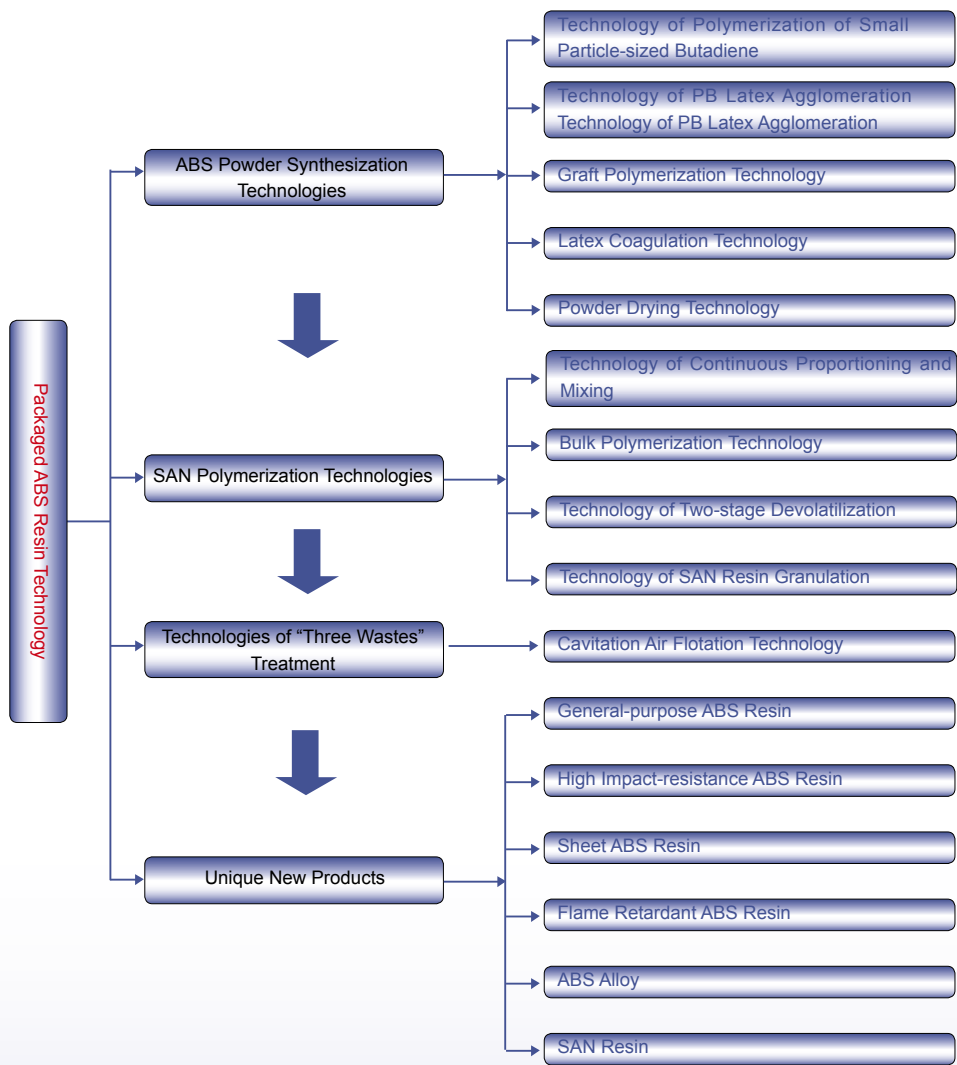 Packaged ABS Resin Technology
ABS Powder Synthesization
Technologies
Technology of Polymerization of Small
Particle-sized Butadiene
Technology of PB Latex Agglomeration
Technology of PB Latex Agglomeration
Graft Polymerization Technology
Latex Coagulation Technology
Powder Drying Technology
SAN Polymerization Technologies
Technology of Continuous Proportioning and
Mixing
Bulk Polymerization Technology
Technology of Two-stage Devolatilization
Technology of SAN Resin Granulation
Technologies of “Three Wastes”
Treatment
Cavitation Air Flotation Technology
Unique New Products
General-purpose ABS Resin
High Impact-resistance ABS Resin
Sheet ABS Resin
Flame Retardant ABS Resin
ABS Alloy
SAN Resin